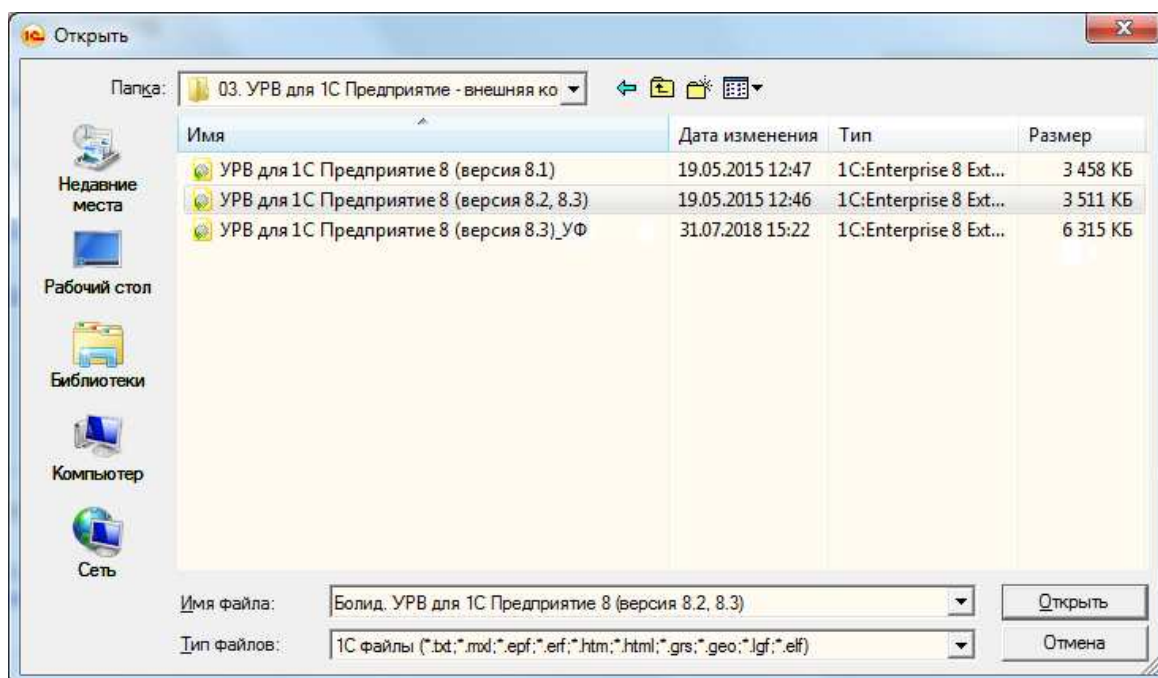 1С Открыть
Папка: 03. УРВ для 1С Предприятие - внешняя ко
Имя Дата изменения Тип Размер
УРВ для 1С Предприятие 8 (версия 8.1) 19.05.2015 12:47 1C:Enterprise 8 Ext... 3 458 КБ
УРВ для 1С Предприятие 8 (версия 8.2, 8.3) 19.05.2015 12:46 1C:Enterprise 8 Ext... 3 511 КБ
УРВ для 1С Предприятие 8 (версия 8.3)_УФ 31.07.2018 15:22 1C:Enterprise 8 Ext... 6 315 КБ
Недавние
места
Рабочий стол
Библиотеки
Компьютер
Сеть
Имя файла: Болид. УРВ для 1С Предприятие 8 (версия 8.2, 8.3) Открыть
Тип файлов: 1С файлы (*.txt;*.mxl;*.epf;*.erf;*.htm;*.html;*.grs;*.geo;*.lgf;*.elf) Отмена